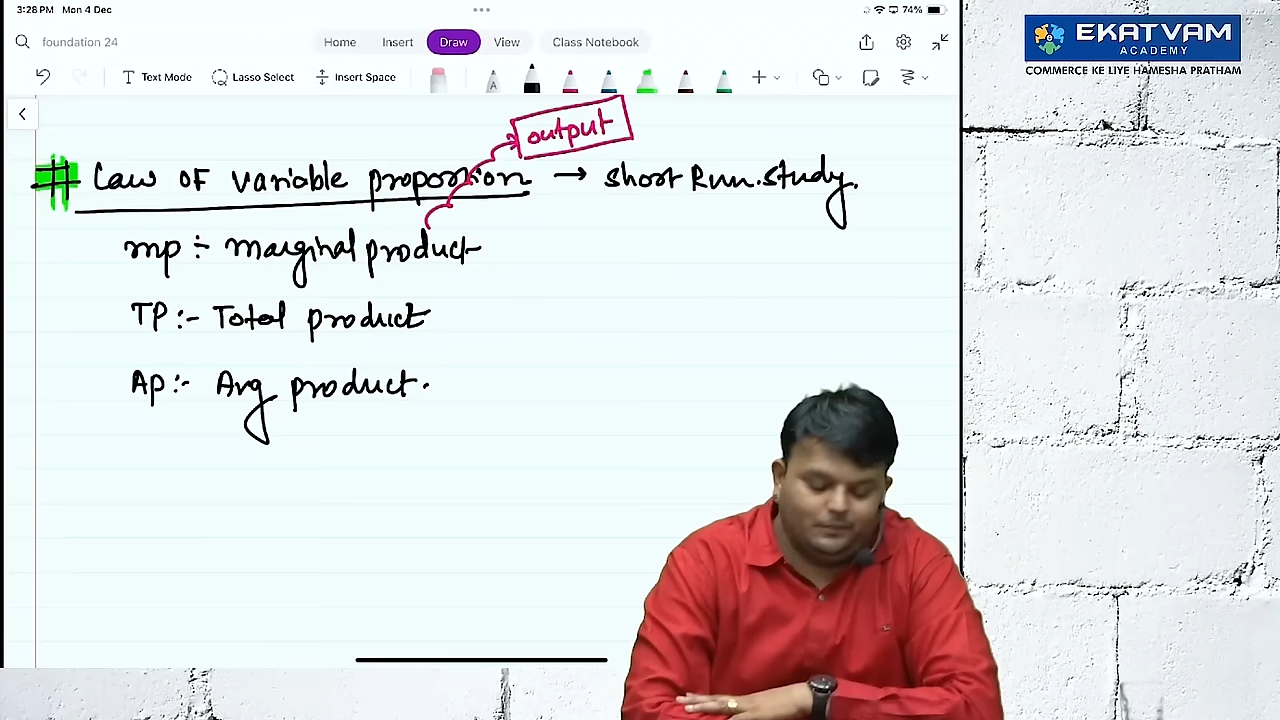 3:28 PM Mon 4 Dec
74%
foundation 24
Home Insert Draw View Class Notebook
Text Mode Lasso Select Insert Space
EKATVAM
ACADEMY
COMMERCE KE LIYE HAMESHA PRATHAM
output
# Law OF variable proportion → short Run. study.
mp :- marginal product
TP :- Total product
AP :- Avg product.